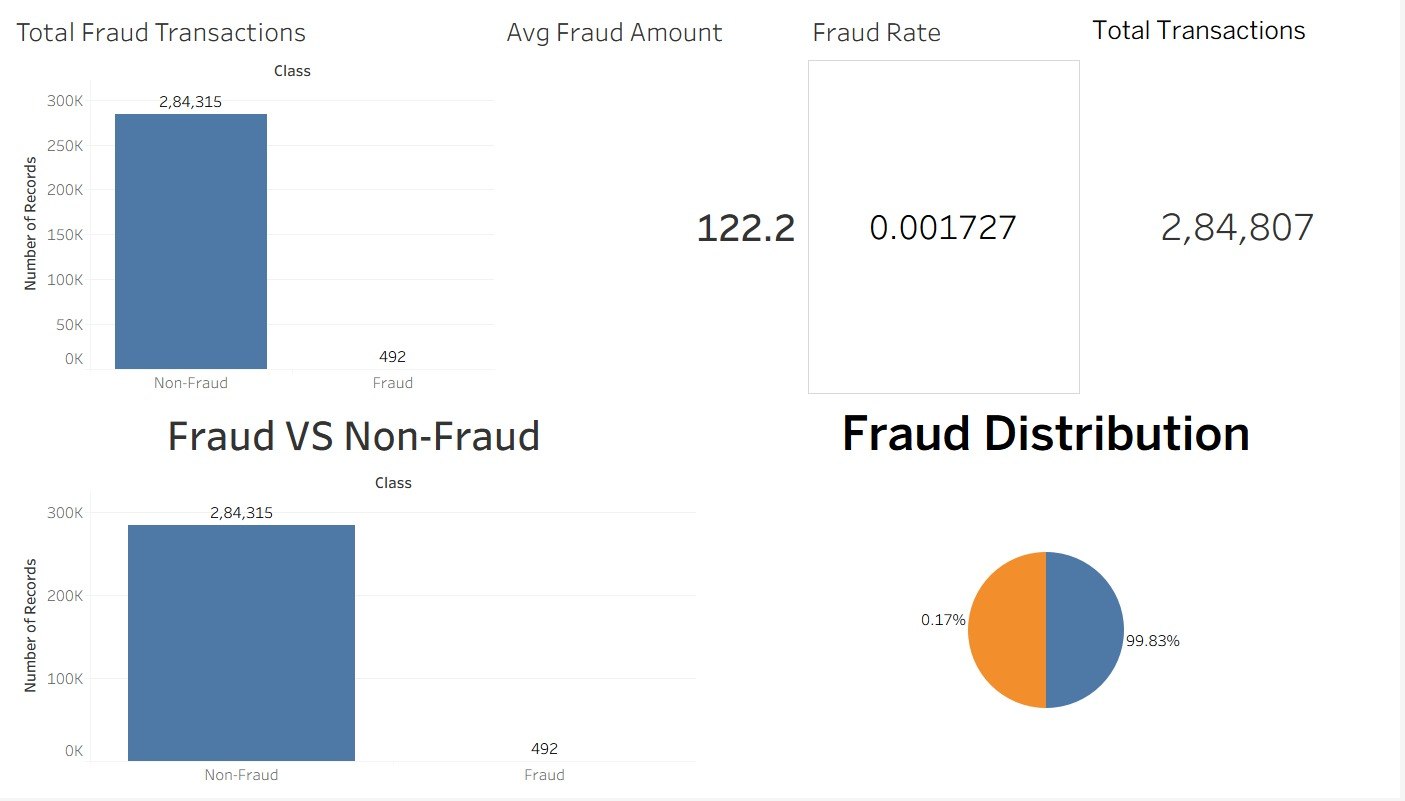 Total Fraud Transactions
Class
Number of Records
300K
250K
200K
150K
100K
50K
0K
2,84,315
492
Non-Fraud
Fraud
Avg Fraud Amount
122.2
Fraud Rate
0.001727
Total Transactions
2,84,807
Fraud VS Non-Fraud
Class
Number of Records
300K
200K
100K
0K
2,84,315
492
Non-Fraud
Fraud
Fraud Distribution
0.17%
99.83%